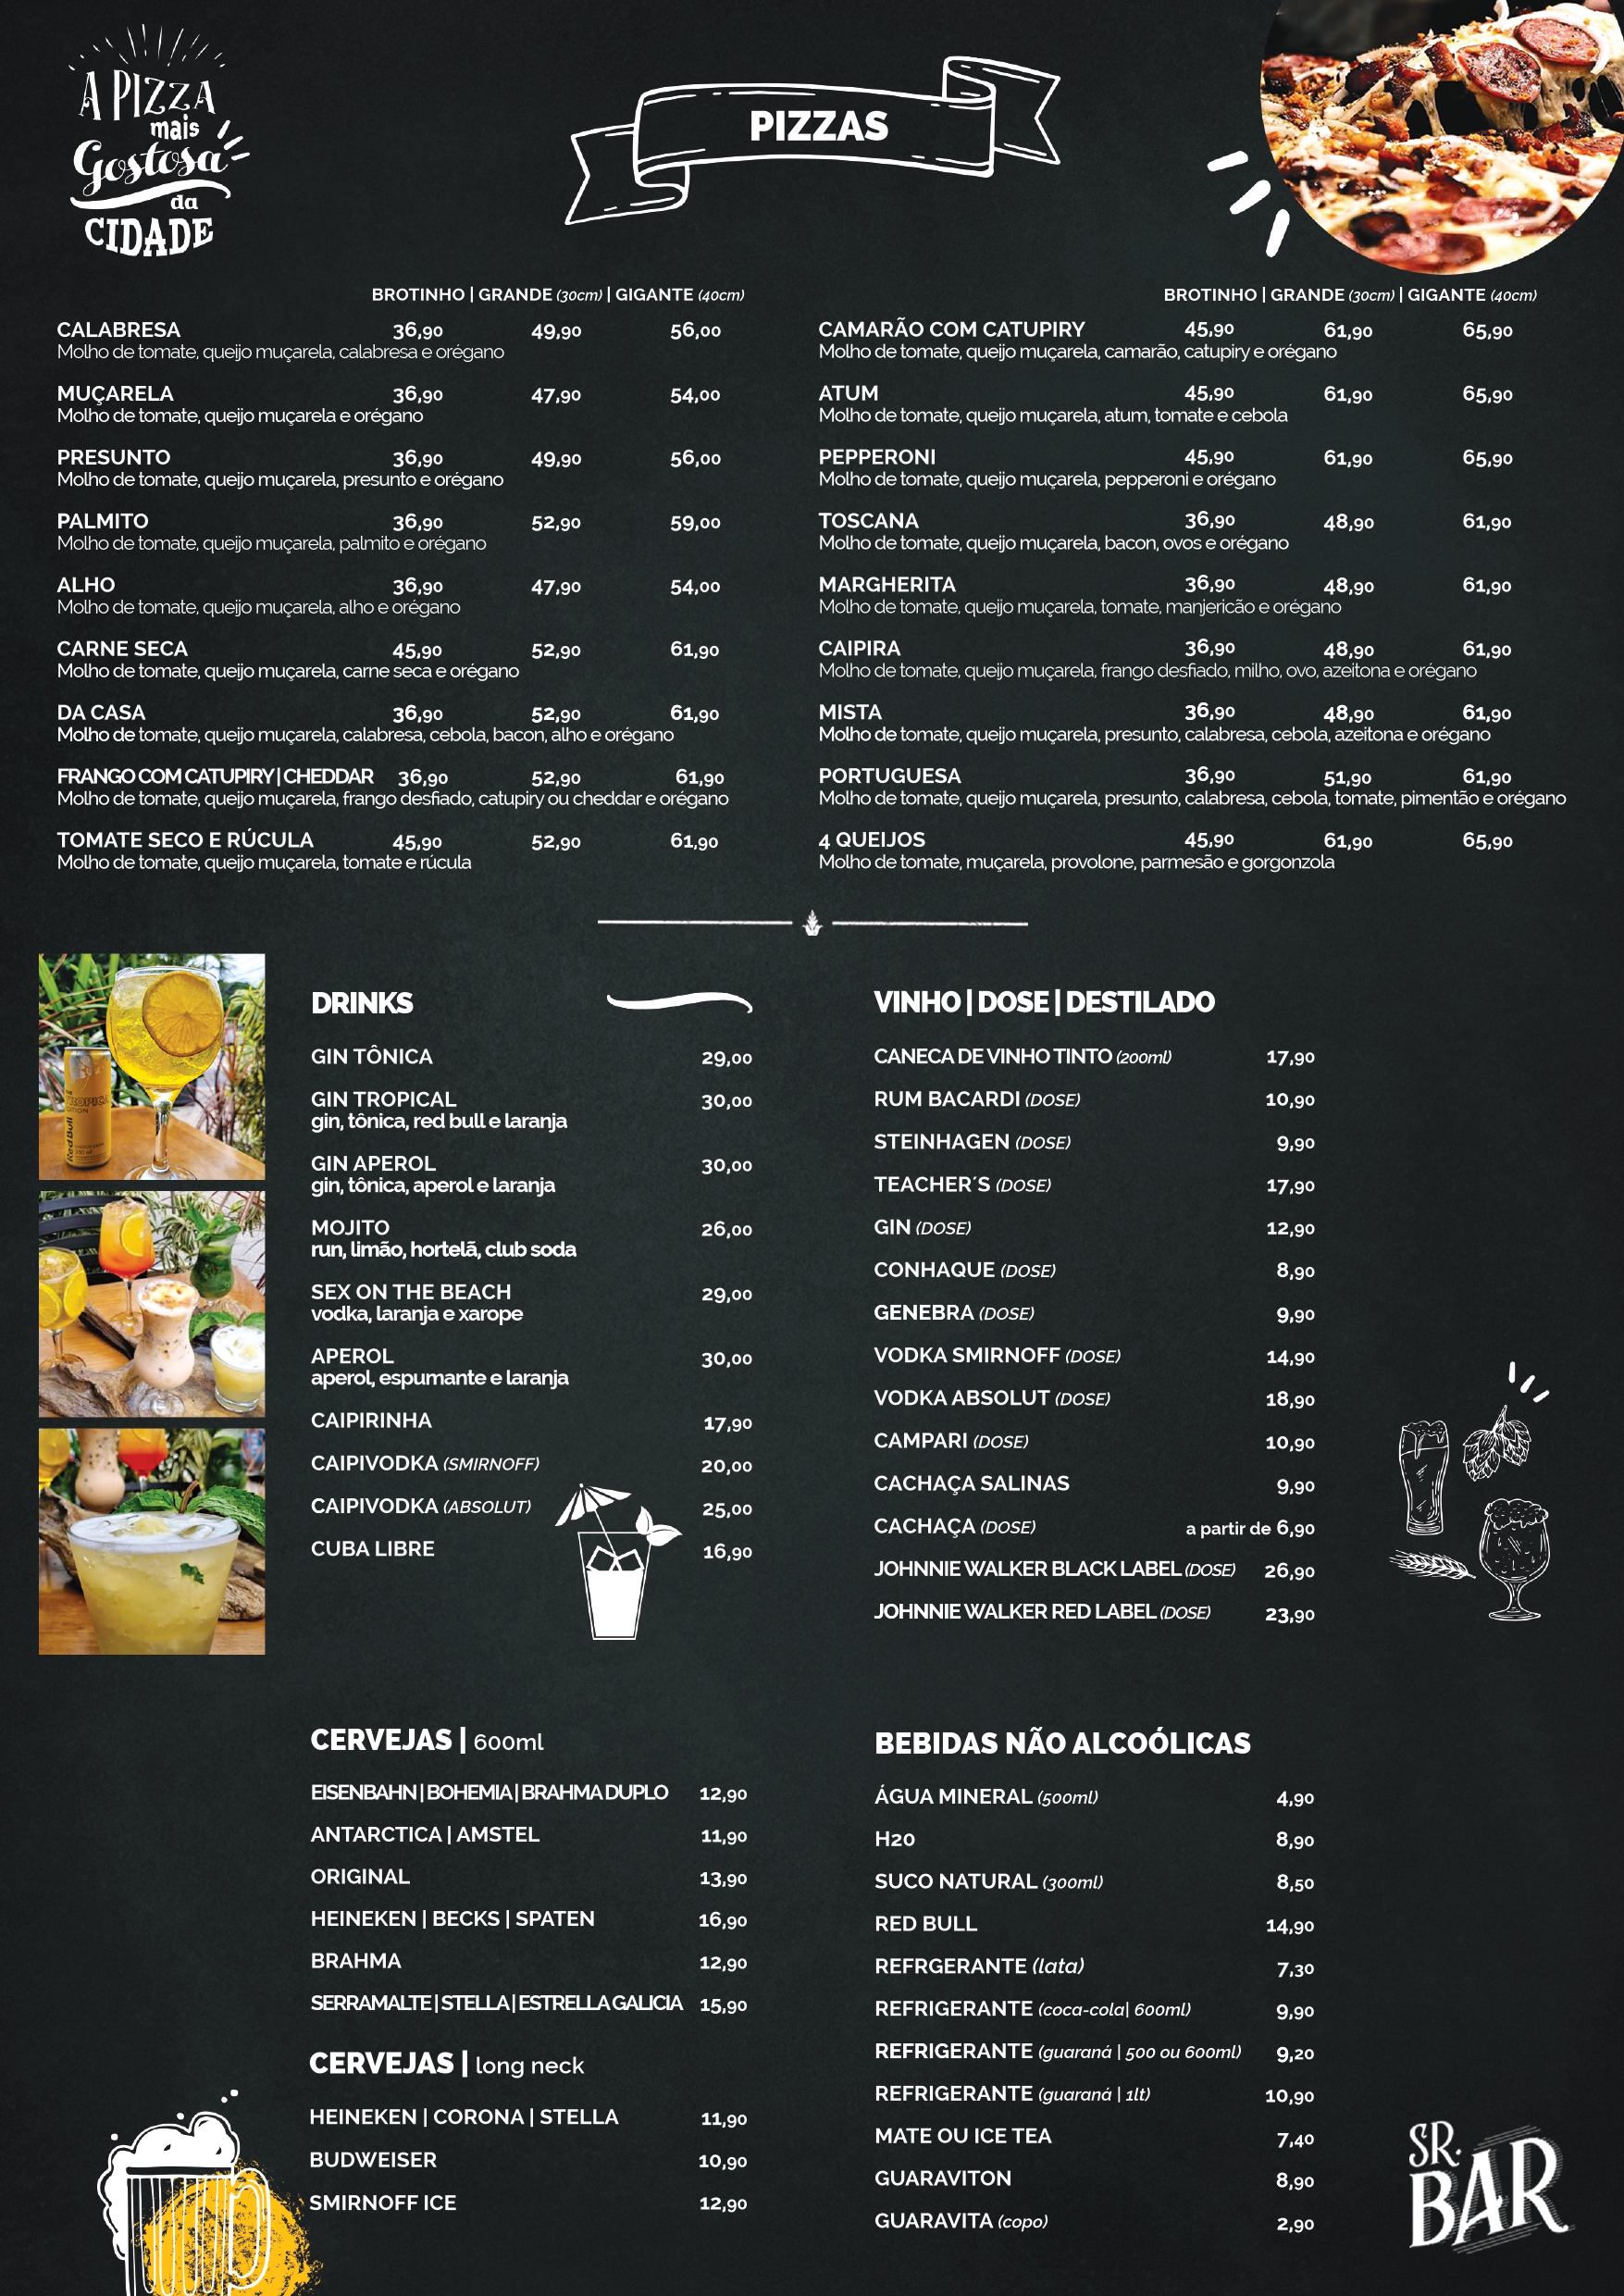 A PIZZA
mais
Gostosa
da
CIDADE
PIZZAS
BROTINHO | GRANDE (30cm) | GIGANTE (40cm)
CALABRESA 36,90 49,90 56,00
Molho de tomate, queijo muçarela, calabresa e orégano
MUÇARELA 36,90 47,90 54,00
Molho de tomate, queijo muçarela e orégano
PRESUNTO 36,90 49,90 56,00
Molho de tomate, queijo muçarela, presunto e orégano
PALMITO 36,90 52,90 59,00
Molho de tomate, queijo muçarela, palmito e orégano
ALHO 36,90 47,90 54,00
Molho de tomate, queijo muçarela, alho e orégano
CARNE SECA 45,90 52,90 61,90
Molho de tomate, queijo muçarela, carne seca e orégano
DA CASA 36,90 52,90 61,90
Molho de tomate, queijo muçarela, calabresa, cebola, bacon, alho e orégano
FRANGO COM CATUPIRY | CHEDDAR 36,90 52,90 61,90
Molho de tomate, queijo muçarela, frango desfiado, catupiry ou cheddar e orégano
TOMATE SECO E RÚCULA 45,90 52,90 61,90
Molho de tomate, queijo muçarela, tomate e rúcula
BROTINHO | GRANDE (30cm) | GIGANTE (40cm)
CAMARÃO COM CATUPIRY 45,90 61,90 65,90
Molho de tomate, queijo muçarela, camarão, catupiry e orégano
ATUM 45,90 61,90 65,90
Molho de tomate, queijo muçarela, atum, tomate e cebola
PEPPERONI 45,90 61,90 65,90
Molho de tomate, queijo muçarela, pepperoni e orégano
TOSCANA 36,90 48,90 61,90
Molho de tomate, queijo muçarela, bacon, ovos e orégano
MARGHERITA 36,90 48,90 61,90
Molho de tomate, queijo muçarela, tomate, manjericão e orégano
CAIPIRA 36,90 48,90 61,90
Molho de tomate, queijo muçarela, frango desfiado, milho, ovo, azeitona e orégano
MISTA 36,90 48,90 61,90
Molho de tomate, queijo muçarela, presunto, calabresa, cebola, azeitona e orégano
PORTUGUESA 36,90 51,90 61,90
Molho de tomate, queijo muçarela, presunto, calabresa, cebola, tomate, pimentão e orégano
4 QUEIJOS 45,90 61,90 65,90
Molho de tomate, muçarela, provolone, parmesão e gorgonzola
Red Bull
DRINKS
GIN TÔNICA 29,00
GIN TROPICAL 30,00
gin, tônica, red bull e laranja
GIN APEROL 30,00
gin, tônica, aperol e laranja
MOJITO 26,00
run, limão, hortelã, club soda
SEX ON THE BEACH 29,00
vodka, laranja e xarope
APEROL 30,00
aperol, espumante e laranja
CAIPIRINHA 17,90
CAIPIVODKA (SMIRNOFF) 20,00
CAIPIVODKA (ABSOLUT) 25,00
CUBA LIBRE 16,90
VINHO | DOSE | DESTILADO
CANECA DE VINHO TINTO (200ml) 17,90
RUM BACARDI (DOSE) 10,90
STEINHAGEN (DOSE) 9,90
TEACHER´S (DOSE) 17,90
GIN (DOSE) 12,90
CONHAQUE (DOSE) 8,90
GENEBRA (DOSE) 9,90
VODKA SMIRNOFF (DOSE) 14,90
VODKA ABSOLUT (DOSE) 18,90
CAMPARI (DOSE) 10,90
CACHAÇA SALINAS 9,90
CACHAÇA (DOSE) a partir de 6,90
JOHNNIE WALKER BLACK LABEL (DOSE) 26,90
JOHNNIE WALKER RED LABEL (DOSE) 23,90
CERVEJAS | 600ml
EISENBAHN | BOHEMIA | BRAHMA DUPLO 12,90
ANTARCTICA | AMSTEL 11,90
ORIGINAL 13,90
HEINEKEN | BECKS | SPATEN 16,90
BRAHMA 12,90
SERRAMALTE | STELLA | ESTRELLA GALICIA 15,90
CERVEJAS | long neck
HEINEKEN | CORONA | STELLA 11,90
BUDWEISER 10,90
SMIRNOFF ICE 12,90
BEBIDAS NÃO ALCOÓLICAS
ÁGUA MINERAL (500ml) 4,90
H20 8,90
SUCO NATURAL (300ml) 8,50
RED BULL 14,90
REFRGERANTE (lata) 7,30
REFRIGERANTE (coca-cola| 600ml) 9,90
REFRIGERANTE (guaraná | 500 ou 600ml) 9,20
REFRIGERANTE (guaraná | 1lt) 10,90
MATE OU ICE TEA 7,40
GUARAVITON 8,90
GUARAVITA (copo) 2,90
SR.
BAR